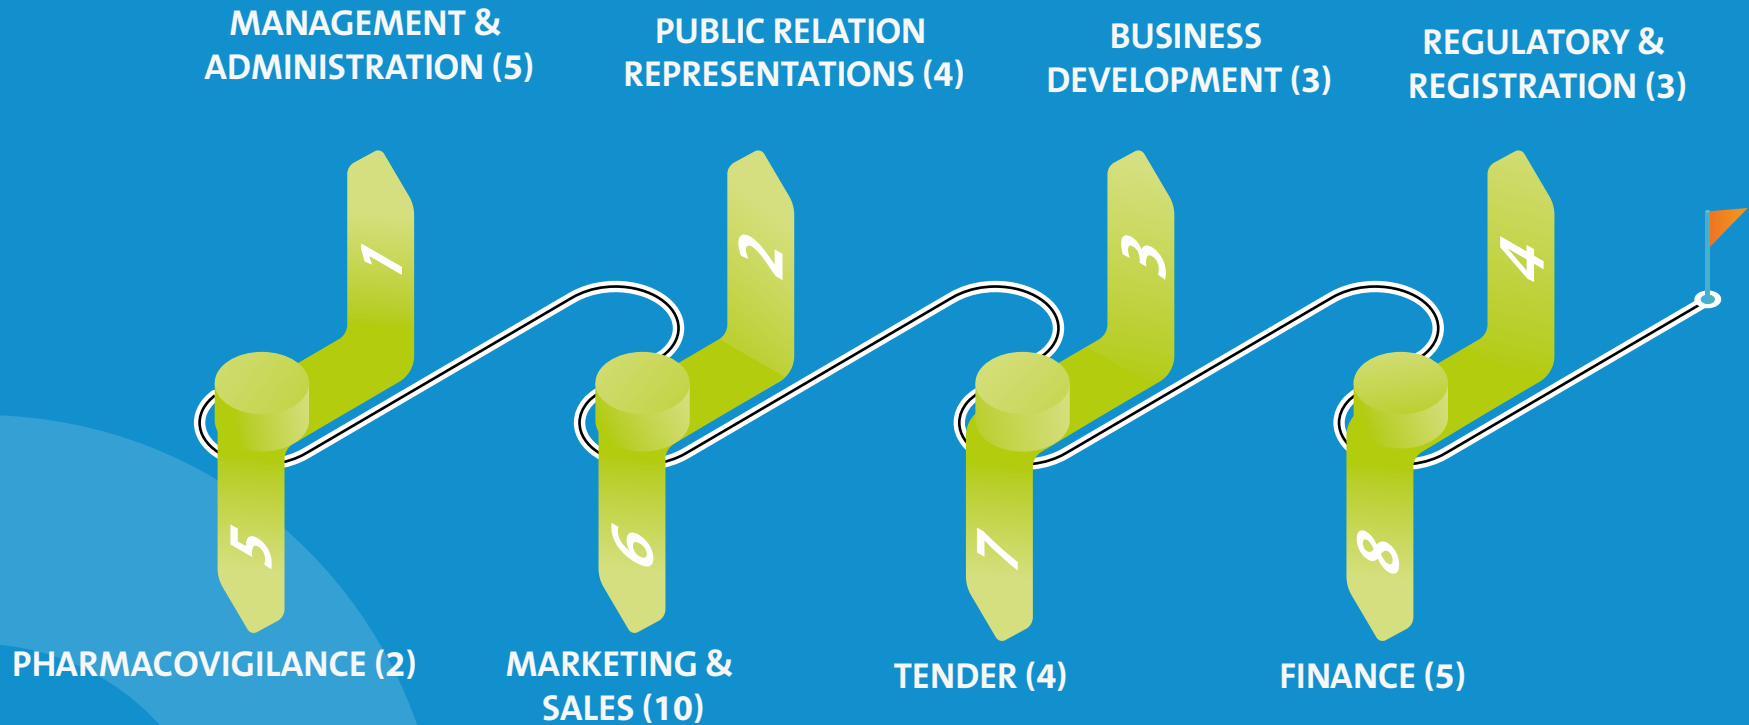 MANAGEMENT &
ADMINISTRATION (5)
PUBLIC RELATION
REPRESENTATIONS (4)
BUSINESS
DEVELOPMENT (3)
REGULATORY &
REGISTRATION (3)
1
2
3
4
5
6
7
8
PHARMACOVIGILANCE (2)
MARKETING &
SALES (10)
TENDER (4)
FINANCE (5)